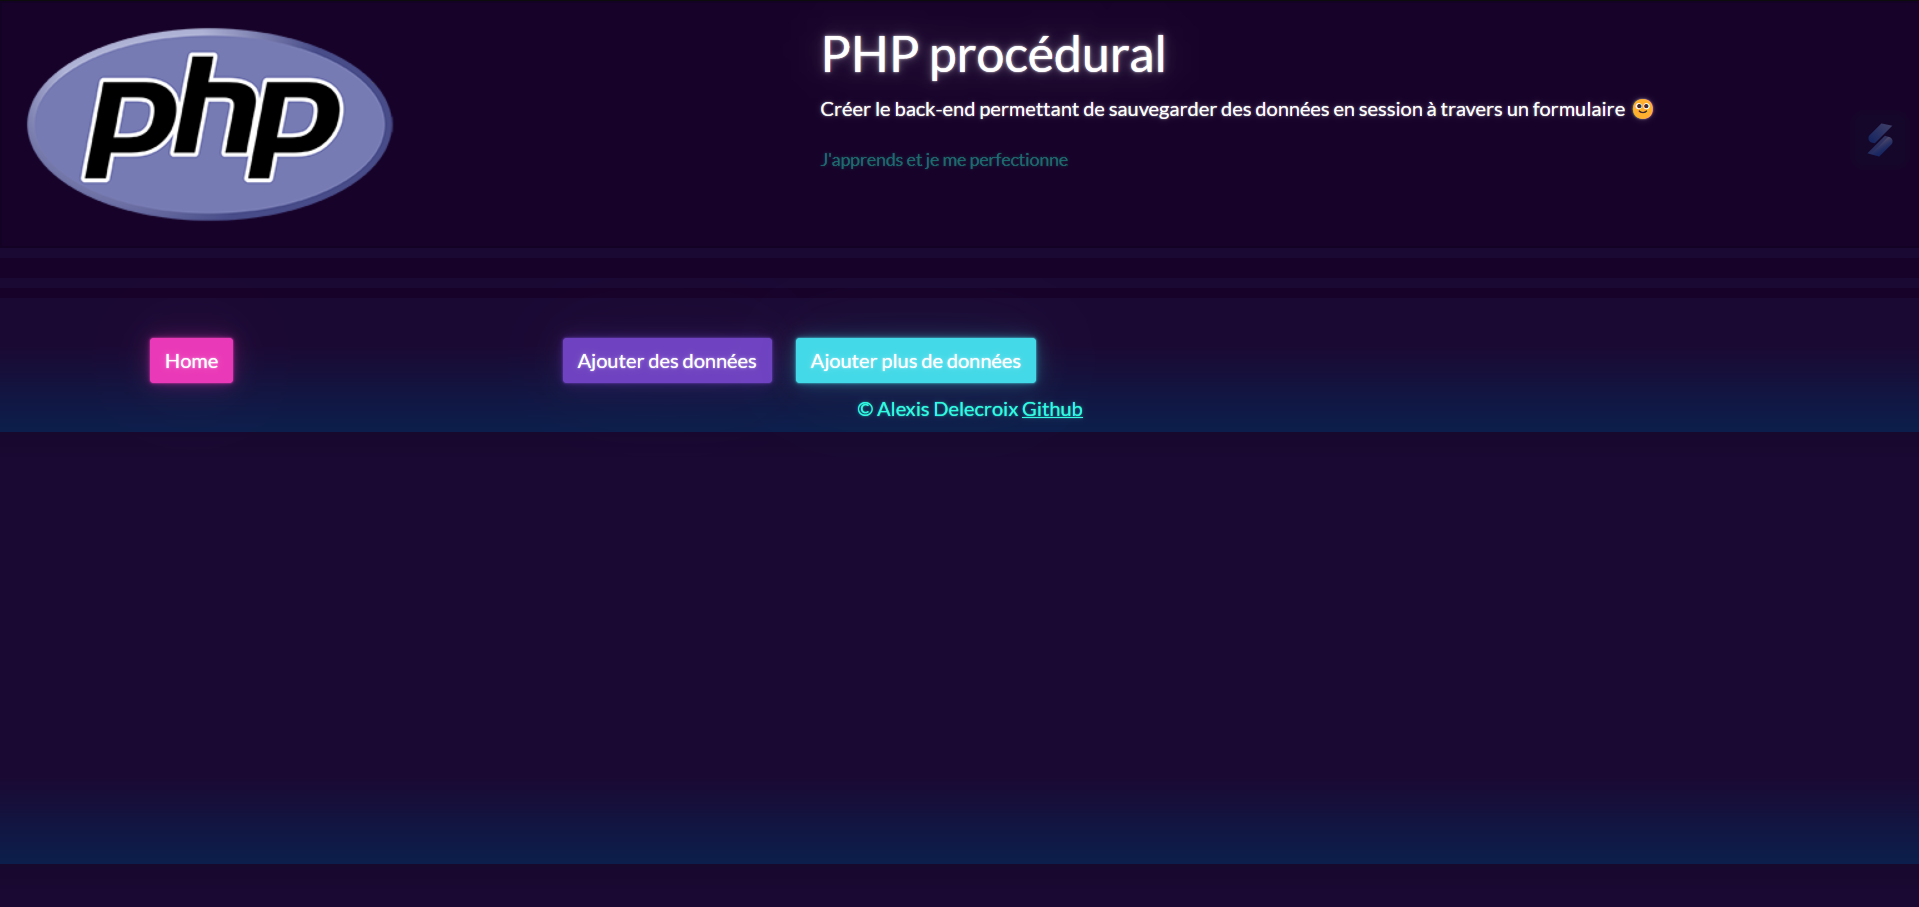 php
PHP procédural
Créer le back-end permettant de sauvegarder des données en session à travers un formulaire
J'apprends et je me perfectionne
Home
Ajouter des données
Ajouter plus de données
© Alexis Delecroix Github